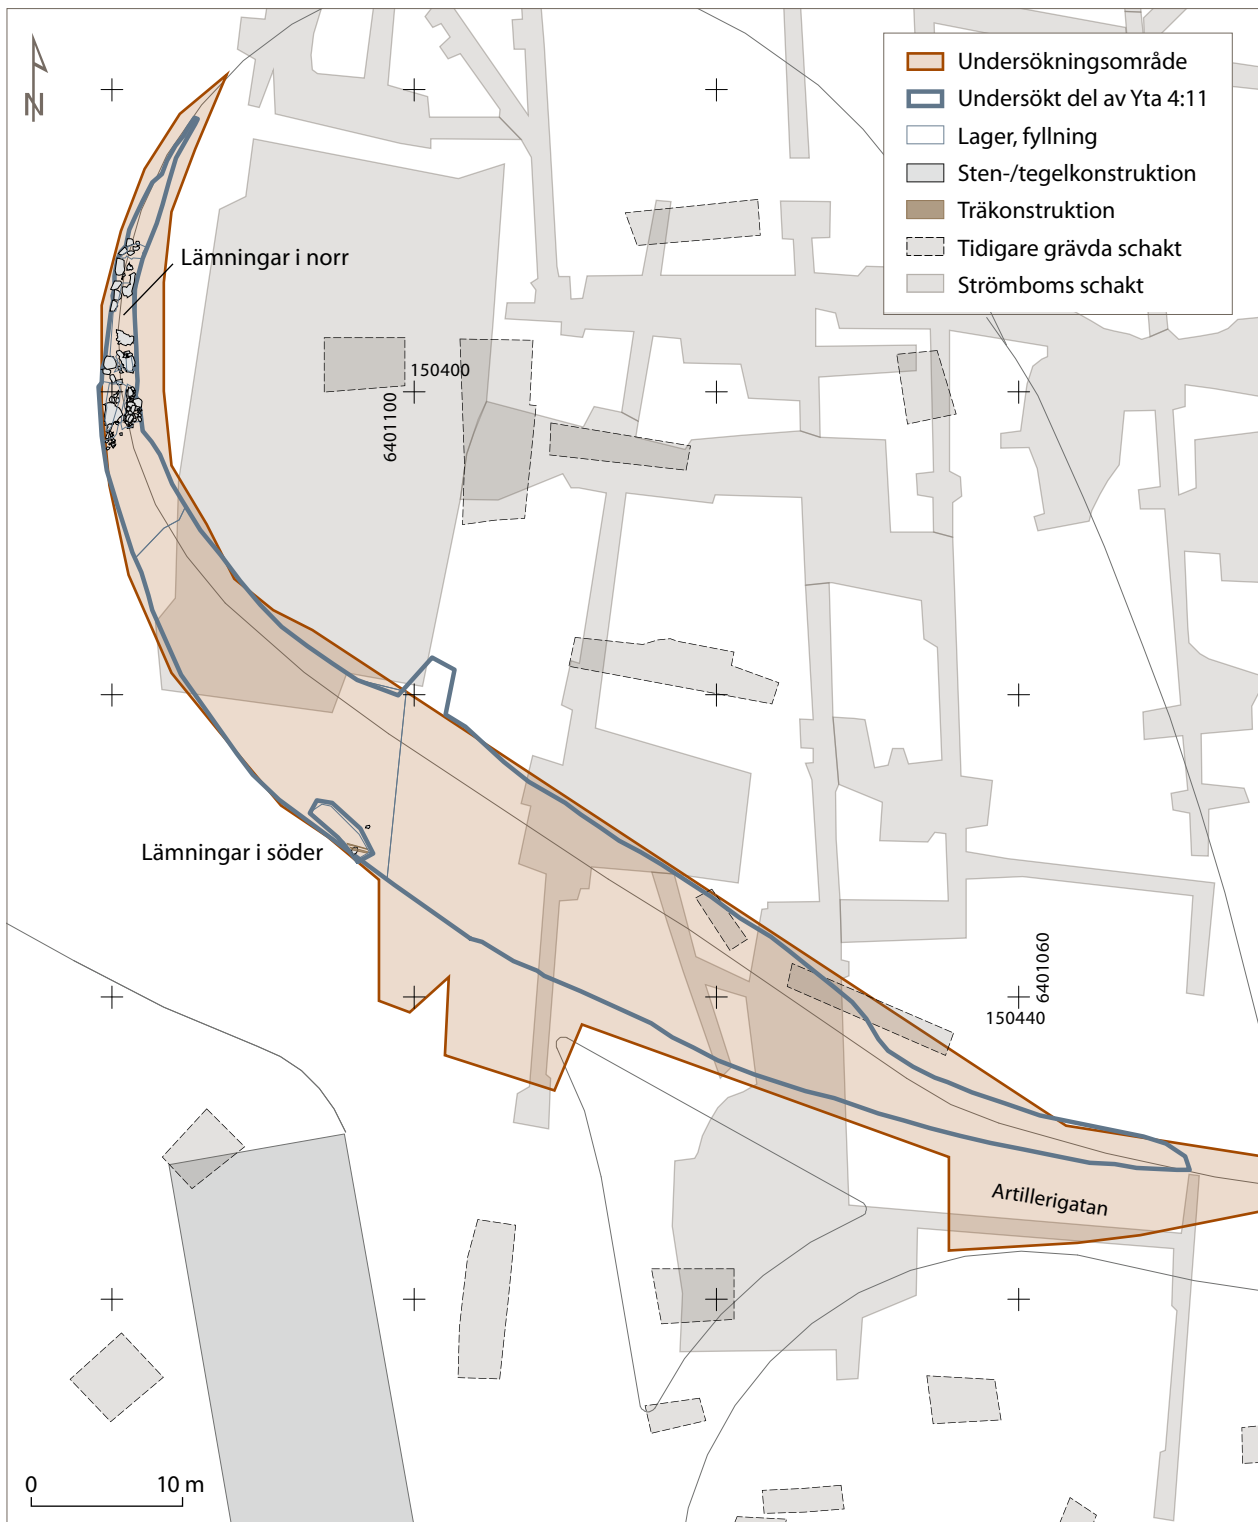 N
Undersökningsområde
Undersökt del av Yta 4:11
Lager, fyllning
Sten-/tegelkonstruktion
Träkonstruktion
Tidigare grävda schakt
Strömboms schakt
Lämningar i norr
150400
6401100
Lämningar i söder
6401060
150440
Artillerigatan
0 10 m